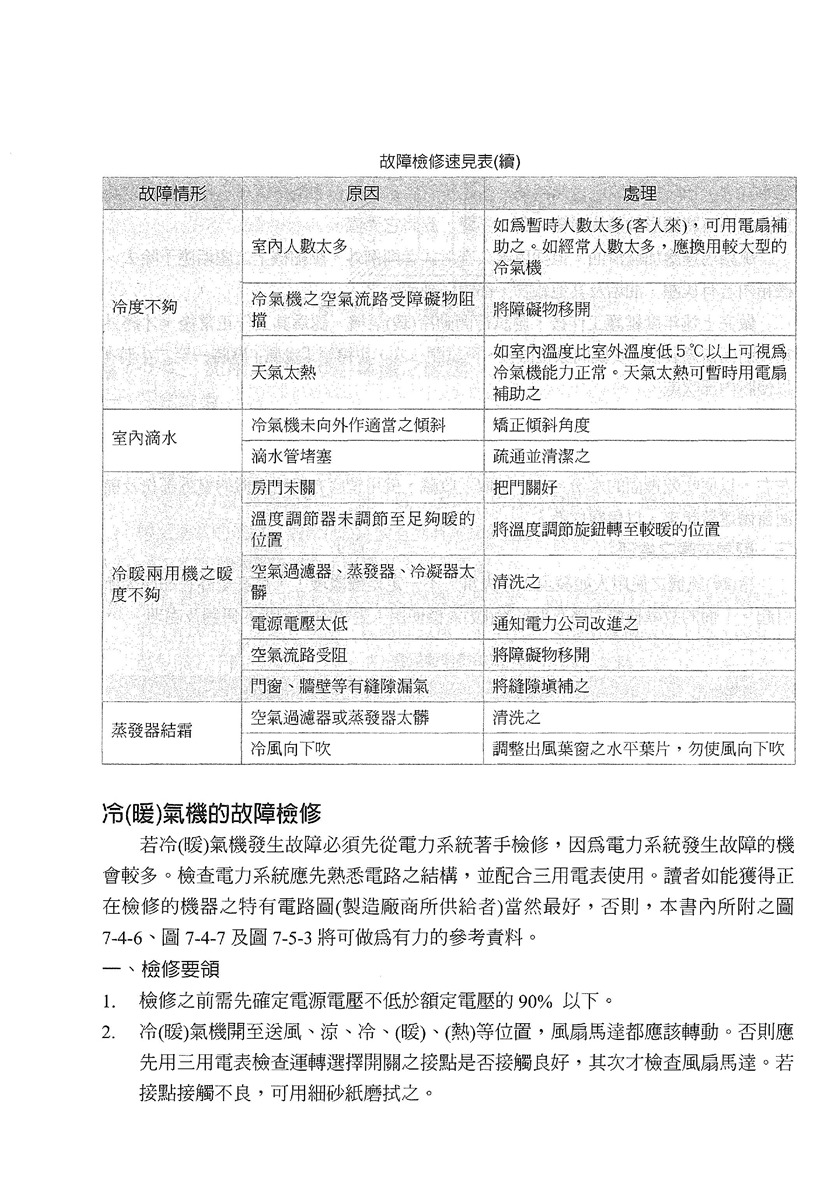 故障檢修速見表(續)
故障情形 原因 處理
冷度不夠
室內人數太多
如為暫時人數太多(客人來)，可用電扇補
助之。如經常人數太多，應換用較大型的
冷氣機
冷氣機之空氣流路受障礙物阻
擋
將障礙物移開
天氣太熱
如室內溫度比室外溫度低５℃以上可視為
冷氣機能力正常。天氣太熱可暫時用電扇
補助之
室內滴水
冷氣機未向外作適當之傾斜
矯正傾斜角度
滴水管堵塞
疏通並清潔之
冷暖兩用機之暖
度不夠
房門未關
把門關好
溫度調節器未調節至足夠暖的
位置
將溫度調節旋鈕轉至較暖的位置
空氣過濾器、蒸發器、冷凝器太
髒
清洗之
電源電壓太低
通知電力公司改進之
空氣流路受阻
將障礙物移開
門窗、牆壁等有縫隙漏氣
將縫隙填補之
蒸發器結霜
空氣過濾器或蒸發器太髒
清洗之
冷風向下吹
調整出風葉窗之水平葉片，勿使風向下吹
冷(暖)氣機的故障檢修
若冷(暖)氣機發生故障必須先從電力系統著手檢修，因為電力系統發生故障的機
會較多。檢查電力系統應先熟悉電路之結構，並配合三用電表使用。讀者如能獲得正
在檢修的機器之特有電路圖(製造廠商所供給者)當然最好，否則，本書內所附之圖
7-4-6、圖 7-4-7 及圖 7-5-3 將可做為有力的參考資料。
一、檢修要領
1. 檢修之前需先確定電源電壓不低於額定電壓的 90% 以下。
2. 冷(暖)氣機開至送風、涼、冷、(暖)、(熱)等位置，風扇馬達都應該轉動。否則應
先用三用電表檢查運轉選擇開關之接點是否接觸良好，其次才檢查風扇馬達。若
接點接觸不良，可用細砂紙磨拭之。